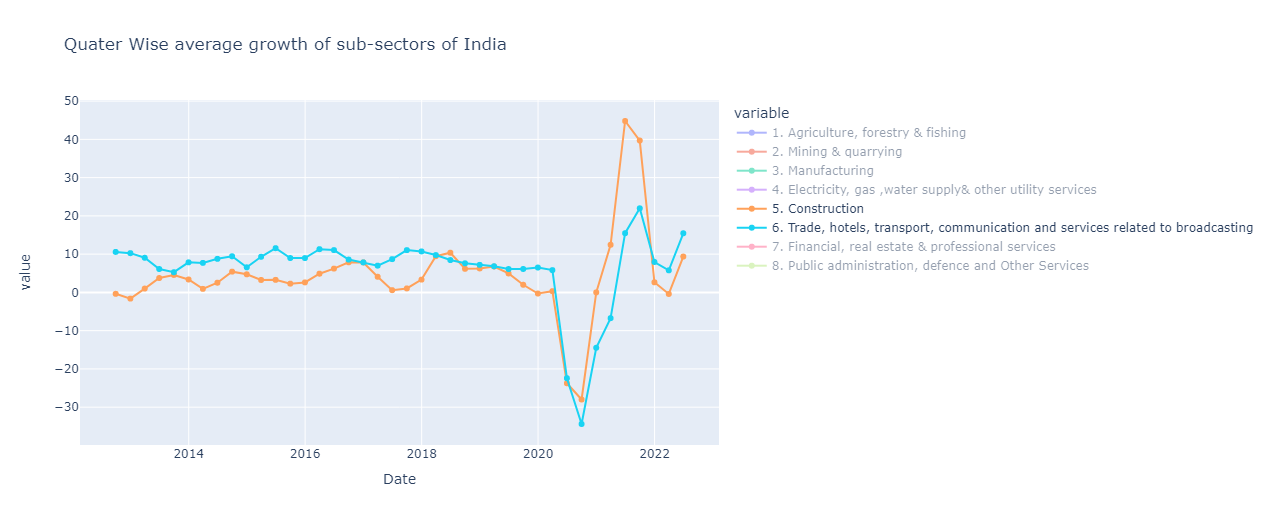 Quater Wise average growth of sub-sectors of India
50
40
30
20
10
0
−10
−20
−30
value
2014
2016
2018
2020
2022
Date
variable
1. Agriculture, forestry & fishing
2. Mining & quarrying
3. Manufacturing
4. Electricity, gas ,water supply& other utility services
5. Construction
6. Trade, hotels, transport, communication and services related to broadcasting
7. Financial, real estate & professional services
8. Public administration, defence and Other Services